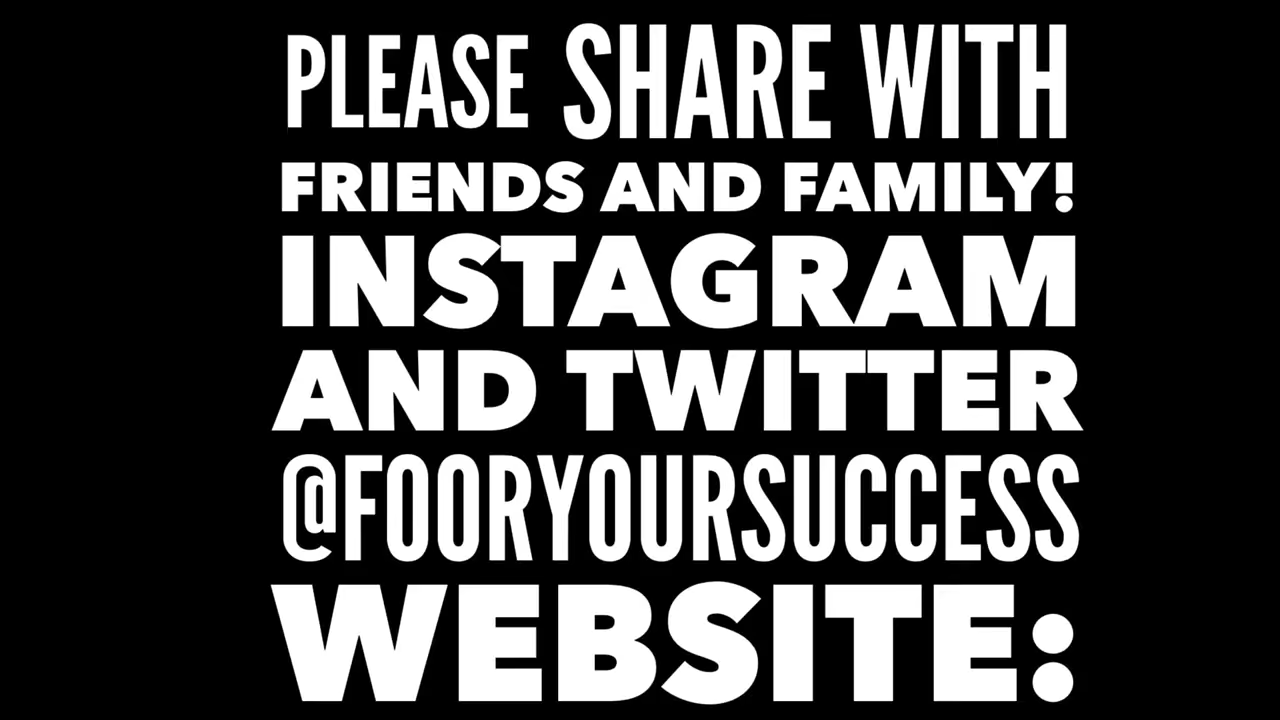 PLEASE SHARE WITH
FRIENDS AND FAMILY!
INSTAGRAM
AND TWITTER
@FOORYOURSUCCESS
WEBSITE: